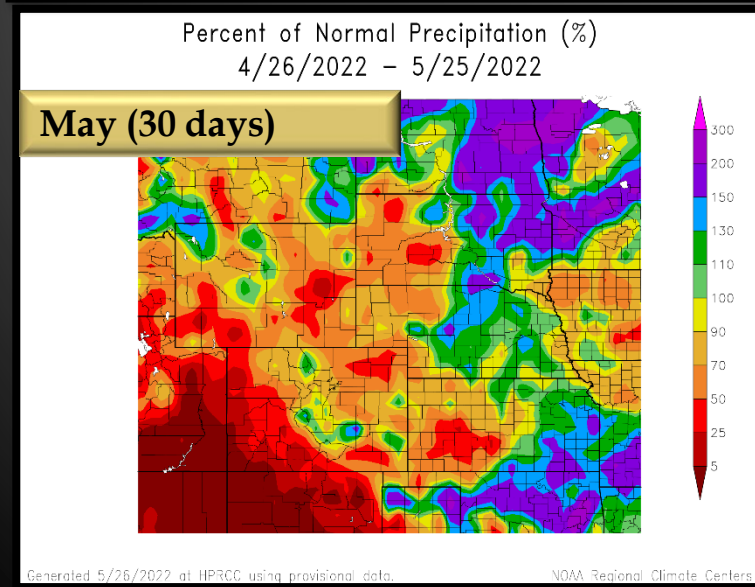 Percent of Normal Precipitation (%)
4/26/2022 – 5/25/2022
May (30 days)
300
200
150
130
110
100
90
70
50
25
5
Generated 5/26/2022 at HPRCC using provisional data.
NOAA Regional Climate Centers